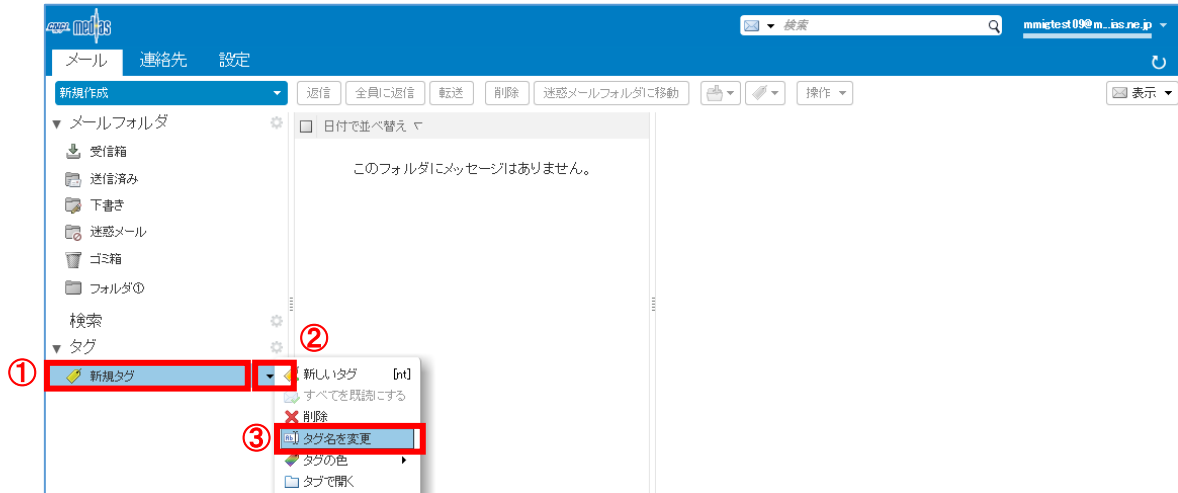 CNCI medias
検索
mmigtest09@m...ias.ne.jp
メール 連絡先 設定
新規作成 返信 全員に返信 転送 削除 迷惑メールフォルダに移動 操作 表示
メールフォルダ
日付で並べ替え
受信箱
このフォルダにメッセージはありません。
送信済み
下書き
迷惑メール
ゴミ箱
フォルダ①
検索
②
タグ
①
新規タグ
新しいタグ [nt]
すべてを既読にする
削除
③
タグ名を変更
タグの色
タブで開く